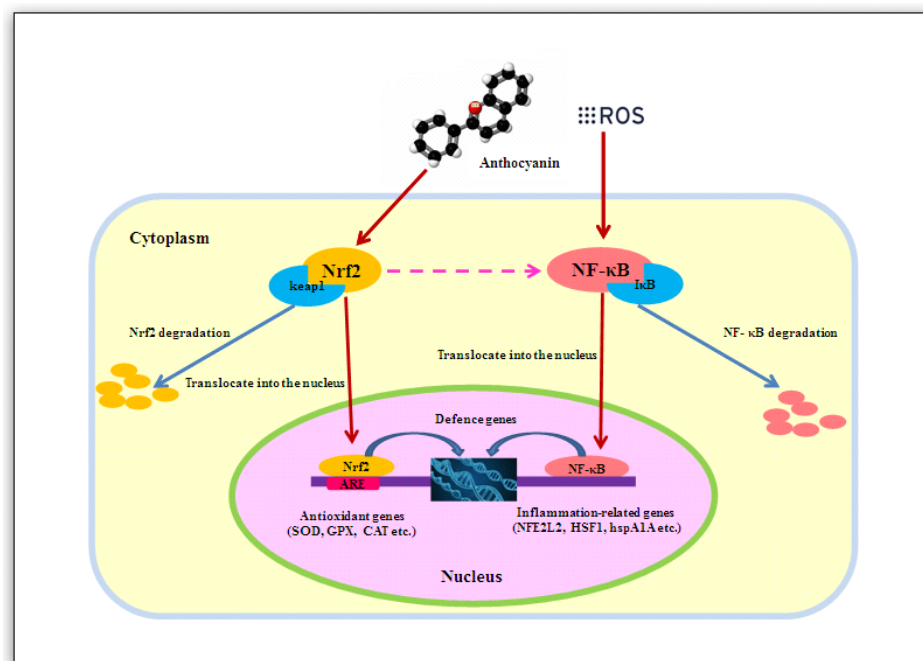 ROS
Anthocyanin
Cytoplasm
Nrf2
keap1
NF-κB
IκB
Nrf2 degradation
NF- κB degradation
Translocate into the nucleus
Translocate into the nucleus
Defence genes
Nrf2
ARE
NF-κB
Antioxidant genes
(SOD, GPX, CAT etc.)
Inflammation-related genes
(NFE2L2, HSF1, hspA1A etc.)
Nucleus